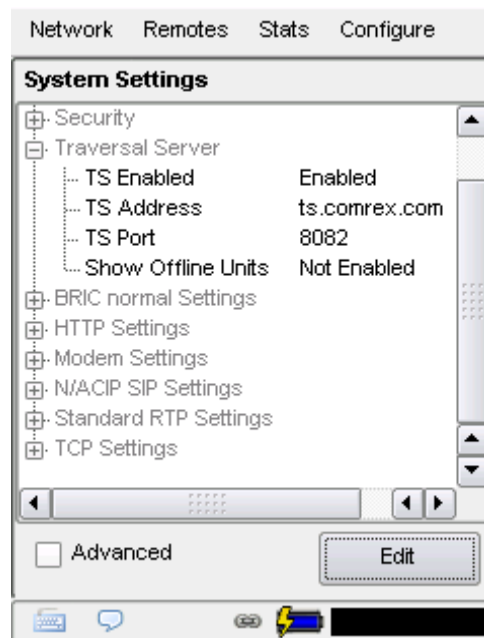 Network Remotes Stats Configure
System Settings
Security
Traversal Server
TS Enabled Enabled
TS Address ts.comrex.com
TS Port 8082
Show Offline Units Not Enabled
BRIC normal Settings
HTTP Settings
Modem Settings
N/ACIP SIP Settings
Standard RTP Settings
TCP Settings
Advanced Edit